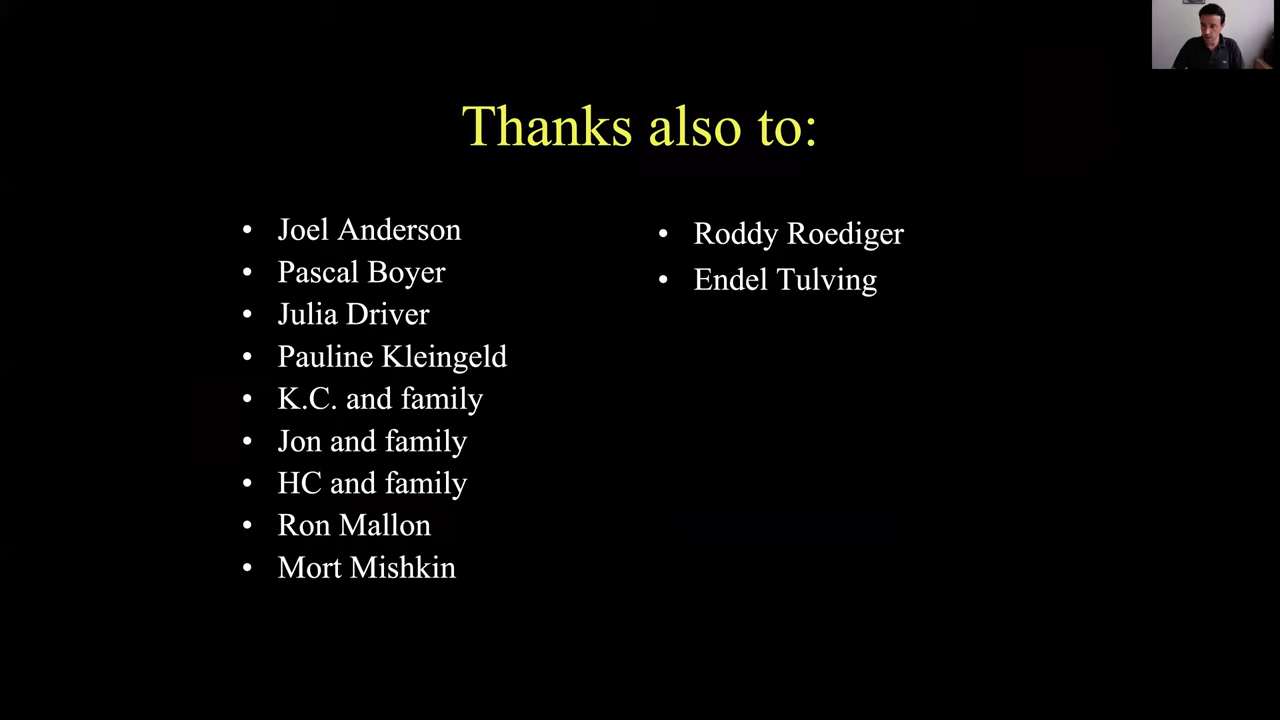 Thanks also to:
• Joel Anderson
• Pascal Boyer
• Julia Driver
• Pauline Kleingeld
• K.C. and family
• Jon and family
• HC and family
• Ron Mallon
• Mort Mishkin
• Roddy Roediger
• Endel Tulving